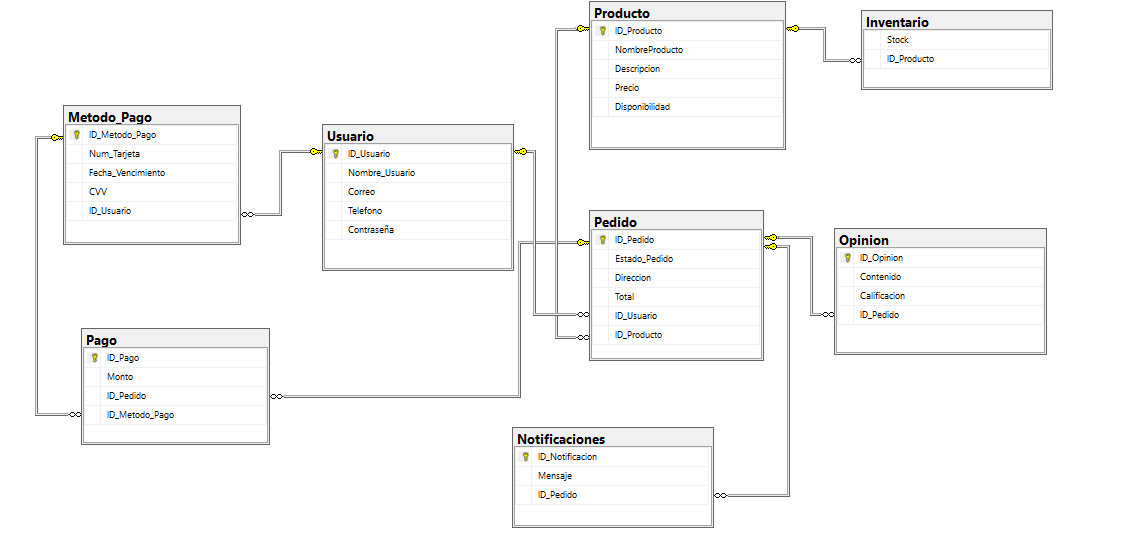 Producto
ID_Producto
NombreProducto
Descripcion
Precio
Disponibilidad
Inventario
Stock
ID_Producto
Metodo_Pago
ID_Metodo_Pago
Num_Tarjeta
Fecha_Vencimiento
CVV
ID_Usuario
Usuario
ID_Usuario
Nombre_Usuario
Correo
Telefono
Contraseña
Pedido
ID_Pedido
Estado_Pedido
Direccion
Total
ID_Usuario
ID_Producto
Opinion
ID_Opinion
Contenido
Calificacion
ID_Pedido
Pago
ID_Pago
Monto
ID_Pedido
ID_Metodo_Pago
Notificaciones
ID_Notificacion
Mensaje
ID_Pedido